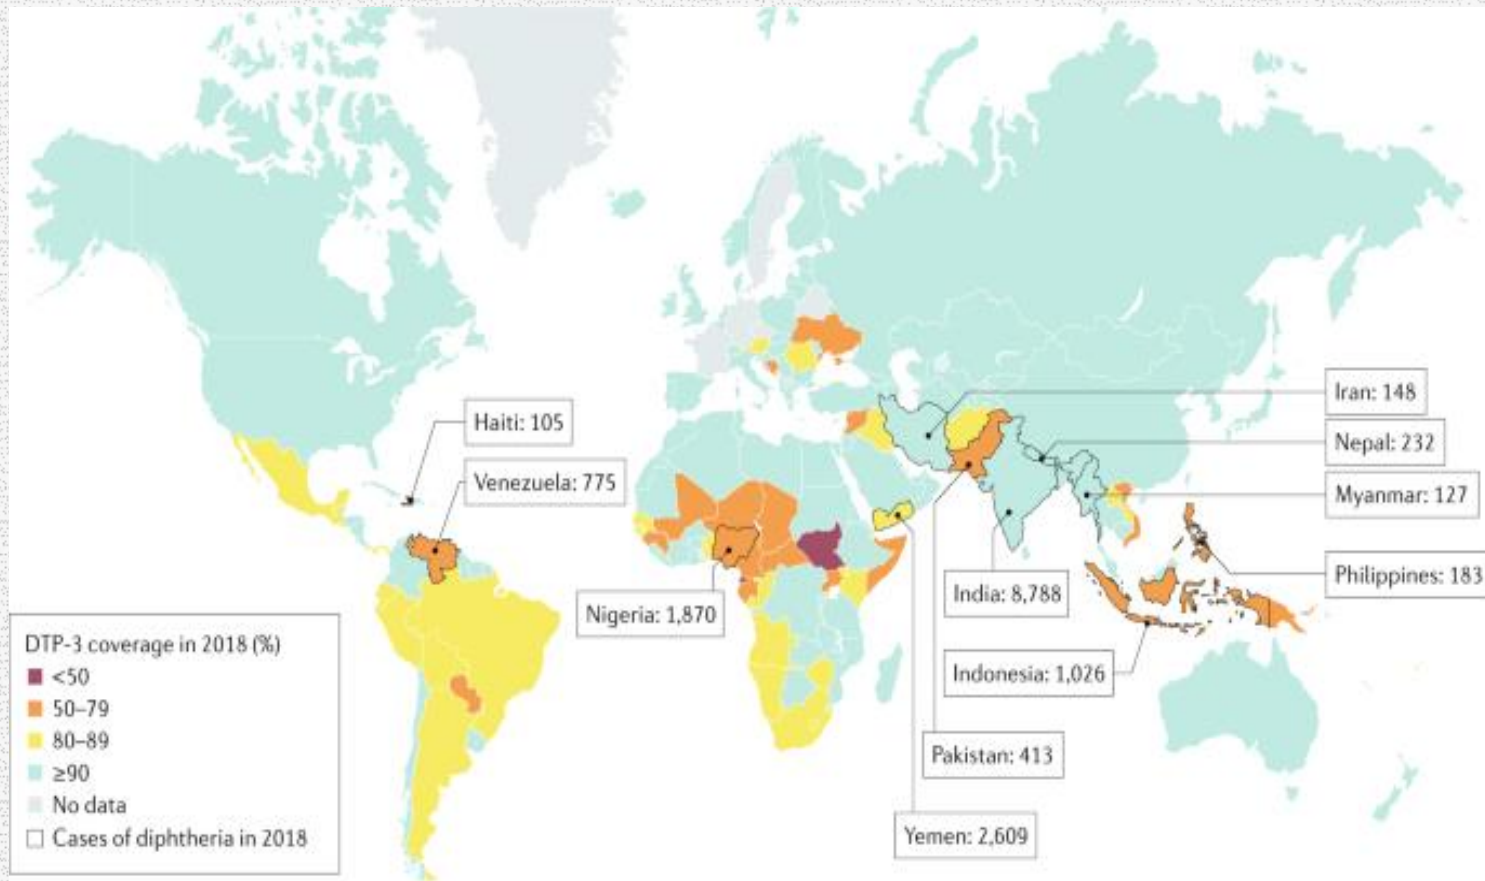 Haiti: 105
Venezuela: 775
Nigeria: 1,870
Iran: 148
Nepal: 232
Myanmar: 127
Philippines: 183
India: 8,788
Indonesia: 1,026
Pakistan: 413
Yemen: 2,609
DTP-3 coverage in 2018 (%)
<50
50–79
80–89
≥90
No data
Cases of diphtheria in 2018